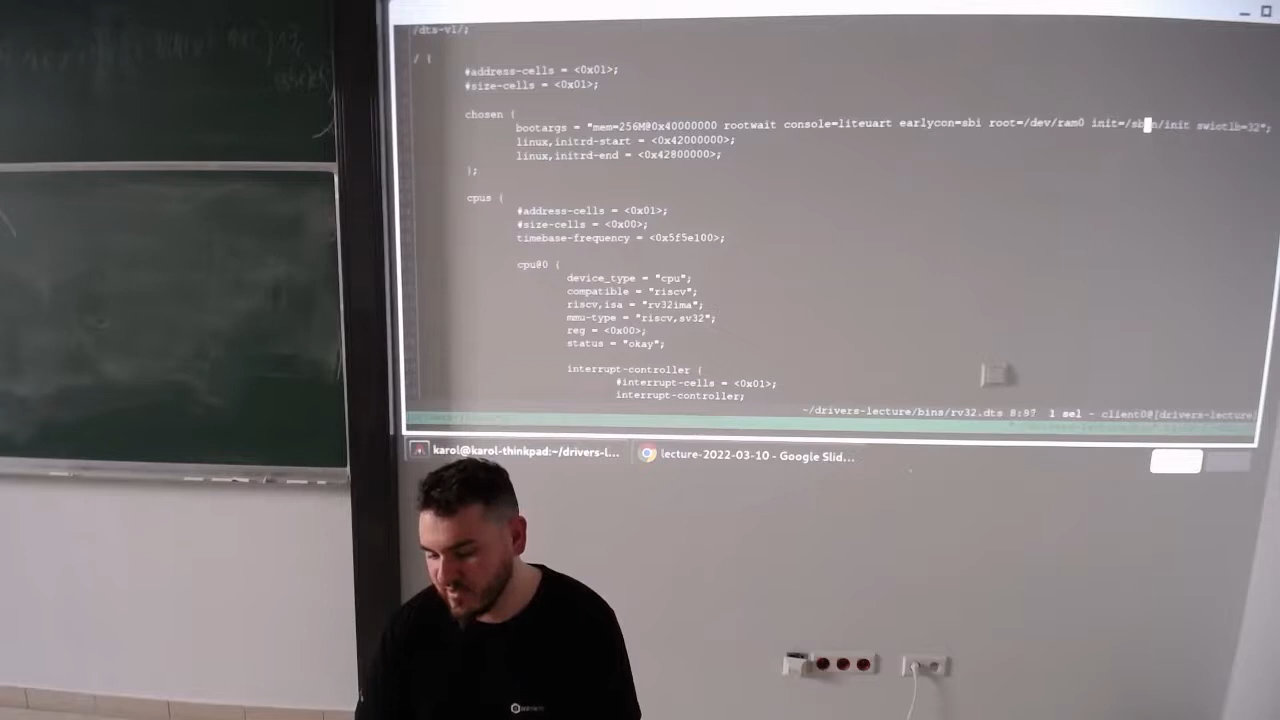 /dts-v1/;
/ {
#address-cells = <0x01>;
#size-cells = <0x01>;
chosen {
bootargs = "mem=256M@0x40000000 rootwait console=liteuart earlycon=sbi root=/dev/ram0 init=/sbin/init swiotlb=32";
linux,initrd-start = <0x42000000>;
linux,initrd-end = <0x42800000>;
};
cpus {
#address-cells = <0x01>;
#size-cells = <0x00>;
timebase-frequency = <0x5f5e100>;
cpu@0 {
device_type = "cpu";
compatible = "riscv";
riscv,isa = "rv32ima";
mmu-type = "riscv,sv32";
reg = <0x00>;
status = "okay";
interrupt-controller {
#interrupt-cells = <0x01>;
interrupt-controller;
~/drivers-lecture/bins/rv32.dts 8:97 1 sel - client0@[drivers-lecture
karol@karol-thinkpad:~/drivers-l...
lecture-2022-03-10 - Google Slid...